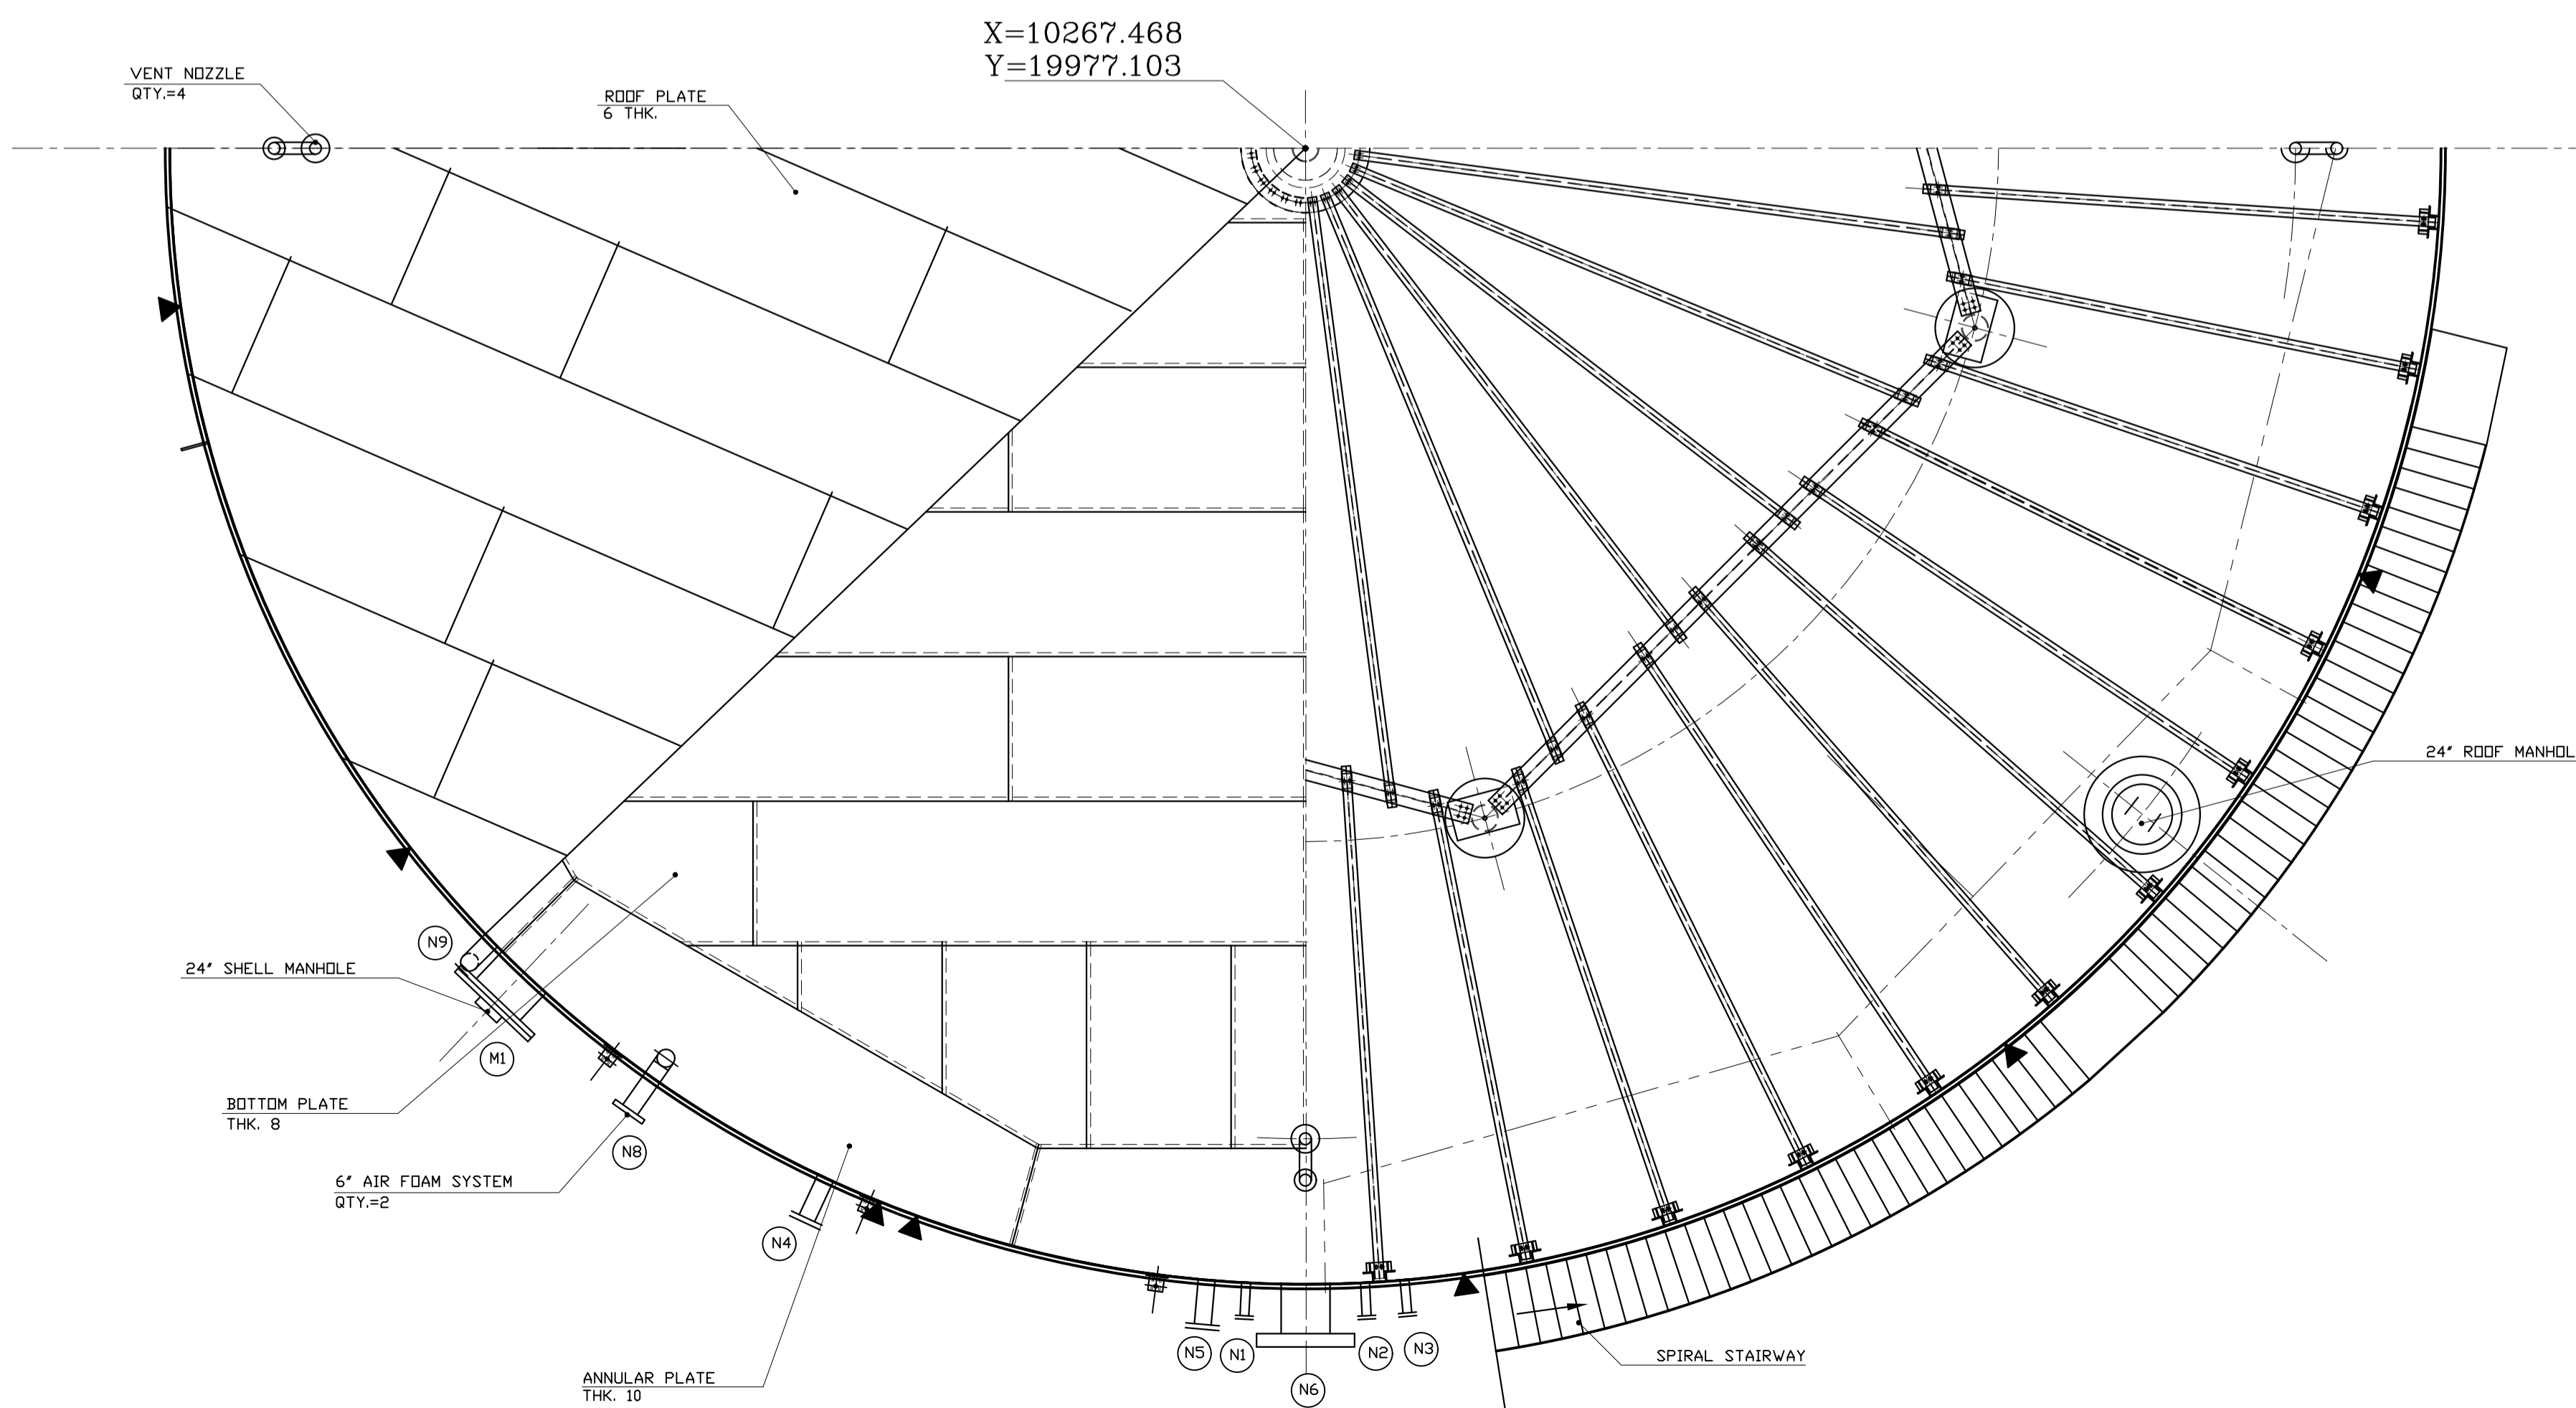 X=10267.468
Y=19977.103
VENT NOZZLE
QTY.=4
ROOF PLATE
6 THK.
24" ROOF MANHOL
N9
24" SHELL MANHOLE
M1
BOTTOM PLATE
THK. 8
N8
6" AIR FOAM SYSTEM
QTY.=2
N4
N5
N1
N2
N3
N6
SPIRAL STAIRWAY
ANNULAR PLATE
THK. 10